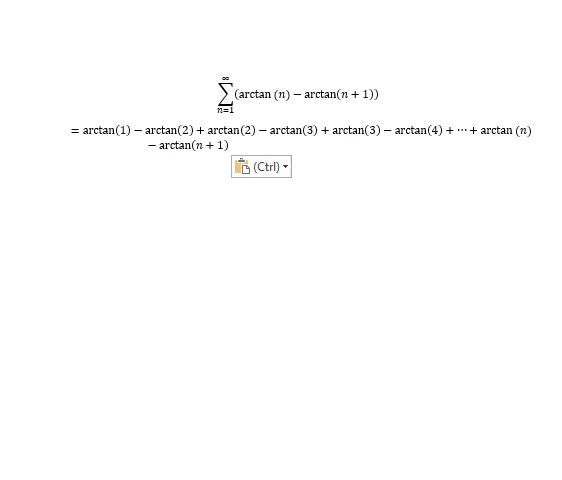 ∞
∑(arctan (n) − arctan(n + 1))
n=1
= arctan(1) − arctan(2) + arctan(2) − arctan(3) + arctan(3) − arctan(4) + ⋯ + arctan (n)
− arctan(n + 1)
(Ctrl)